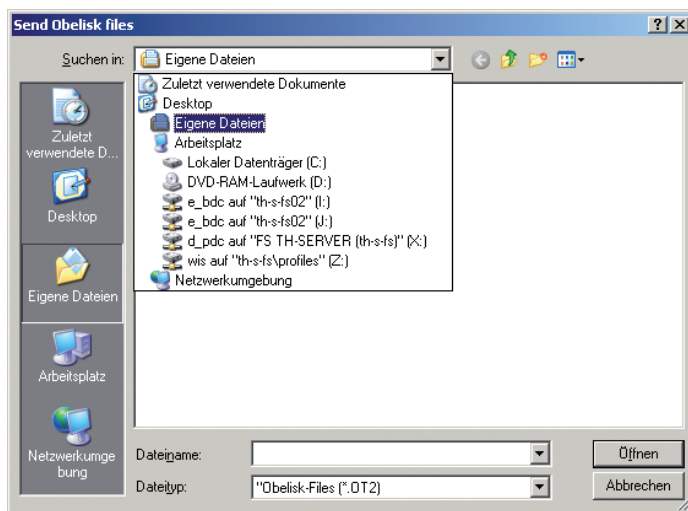 Send Obelisk files
Suchen in: Eigene Dateien
Zuletzt verwendete Dokumente
Desktop
Eigene Dateien
Arbeitsplatz
Lokaler Datenträger (C:)
DVD-RAM-Laufwerk (D:)
e_bdc auf "th-s-fs02" (I:)
e_bdc auf "th-s-fs02" (J:)
d_pdc auf "FS TH-SERVER (th-s-fs)" (X:)
wis auf "th-s-fs\profiles" (Z:)
Netzwerkumgebung
Zuletzt
verwendete D...
Desktop
Eigene Dateien
Arbeitsplatz
Netzwerkumge
bung
Dateiname:
Öffnen
Dateityp: "Obelisk-Files (*.OT2)
Abbrechen